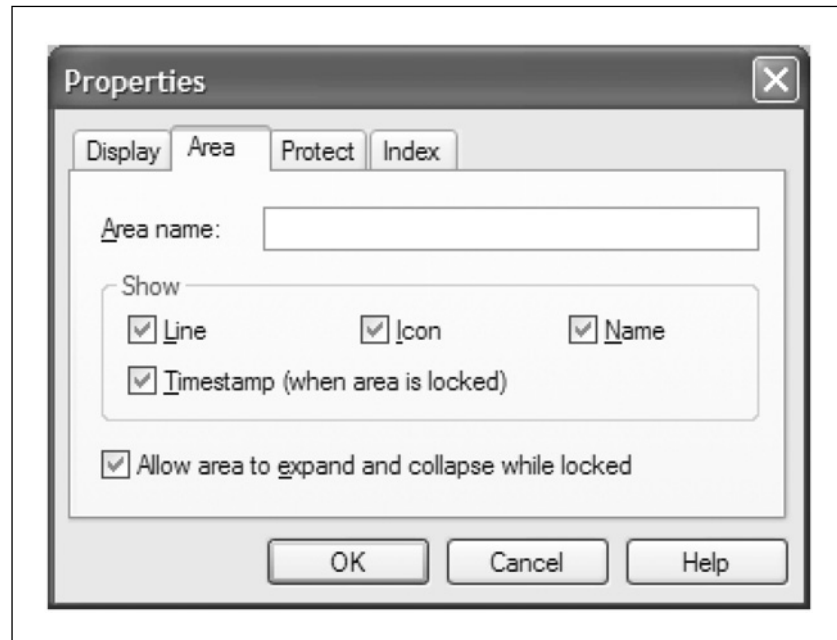 Properties
Display Area Protect Index
Area name:
Show
Line Icon Name
Timestamp (when area is locked)
Allow area to expand and collapse while locked
OK Cancel Help